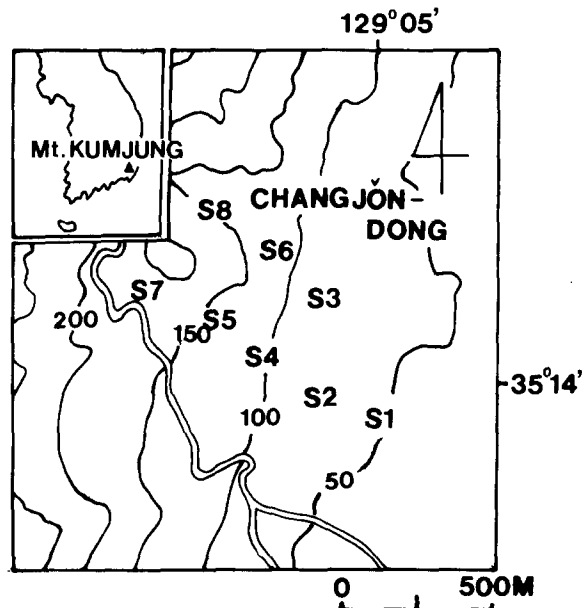 129°05'
Mt.KUMJUNG
S8
CHANGJǑN-
DONG
S6
S7
S3
200
150
S5
S4
35°14'
100
S2
S1
50
0
500M